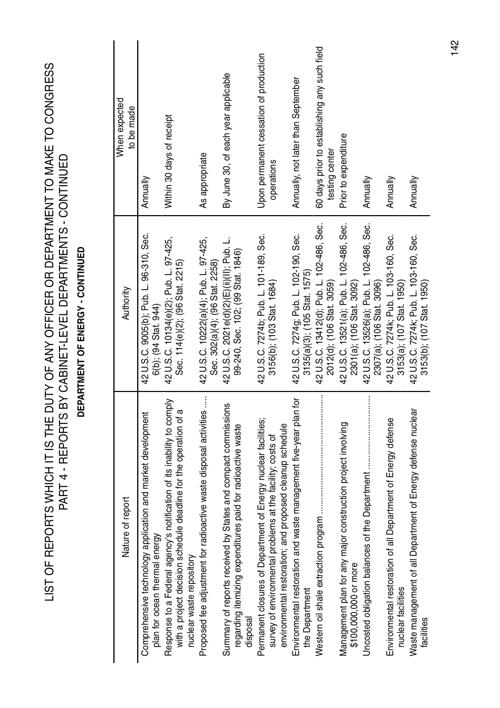 LIST OF REPORTS WHICH IT IS THE DUTY OF ANY OFFICER OR DEPARTMENT TO MAKE TO CONGRESS
PART 4 - REPORTS BY CABINET-LEVEL DEPARTMENTS - CONTINUED
DEPARTMENT OF ENERGY - CONTINUED
Nature of report
Authority
When expected
to be made
Comprehensive technology application and market development
plan for ocean thermal energy
42 U.S.C. 9005(b); Pub. L. 96-310, Sec.
6(b); (94 Stat. 944)
Annually
Response to a Federal agency's notification of its inability to comply
with a project decision schedule deadline for the operation of a
nuclear waste repository
42 U.S.C. 10134(e)(2); Pub. L. 97-425,
Sec. 114(e)(2); (96 Stat. 2215)
Within 30 days of receipt
Proposed fee adjustment for radioactive waste disposal activities .....
42 U.S.C. 10222(a)(4); Pub. L. 97-425,
Sec. 302(a)(4); (96 Stat. 2258)
As appropriate
Summary of reports received by States and compact commissions
regarding itemizing expenditures paid for radioactive waste
disposal
42 U.S.C. 2021e(d)(2)(E)(ii)(II); Pub. L.
99-240, Sec. 102; (99 Stat. 1846)
By June 30, of each year applicable
Permanent closures of Department of Energy nuclear facilities;
survey of environmental problems at the facility; costs of
environmental restoration; and proposed cleanup schedule
42 U.S.C. 7274b; Pub. L. 101-189, Sec.
3156(b); (103 Stat. 1684)
Upon permanent cessation of production
operations
Environmental restoration and waste management five-year plan for
the Department
42 U.S.C. 7274g; Pub. L. 102-190, Sec.
3135(a)(3); (105 Stat. 1575)
Annually, not later than September
Western oil shale extraction program ....................................................
42 U.S.C. 13412(d); Pub. L. 102-486, Sec.
2012(d); (106 Stat. 3059)
60 days prior to establishing any such field
testing center
Management plan for any major construction project involving
$100,000,000 or more
42 U.S.C. 13521(a); Pub. L. 102-486, Sec.
2301(a); (106 Stat. 3092)
Prior to expenditure
Uncosted obligation balances of the Department ...............................
42 U.S.C. 13526(a); Pub. L. 102-486, Sec.
2307(a); (106 Stat. 3096)
Annually
Environmental restoration of all Department of Energy defense
nuclear facilities
42 U.S.C. 7274k; Pub. L. 103-160, Sec.
3153(a); (107 Stat. 1950)
Annually
Waste management of all Department of Energy defense nuclear
facilities
42 U.S.C. 7274k; Pub. L. 103-160, Sec.
3153(b); (107 Stat. 1950)
Annually
142